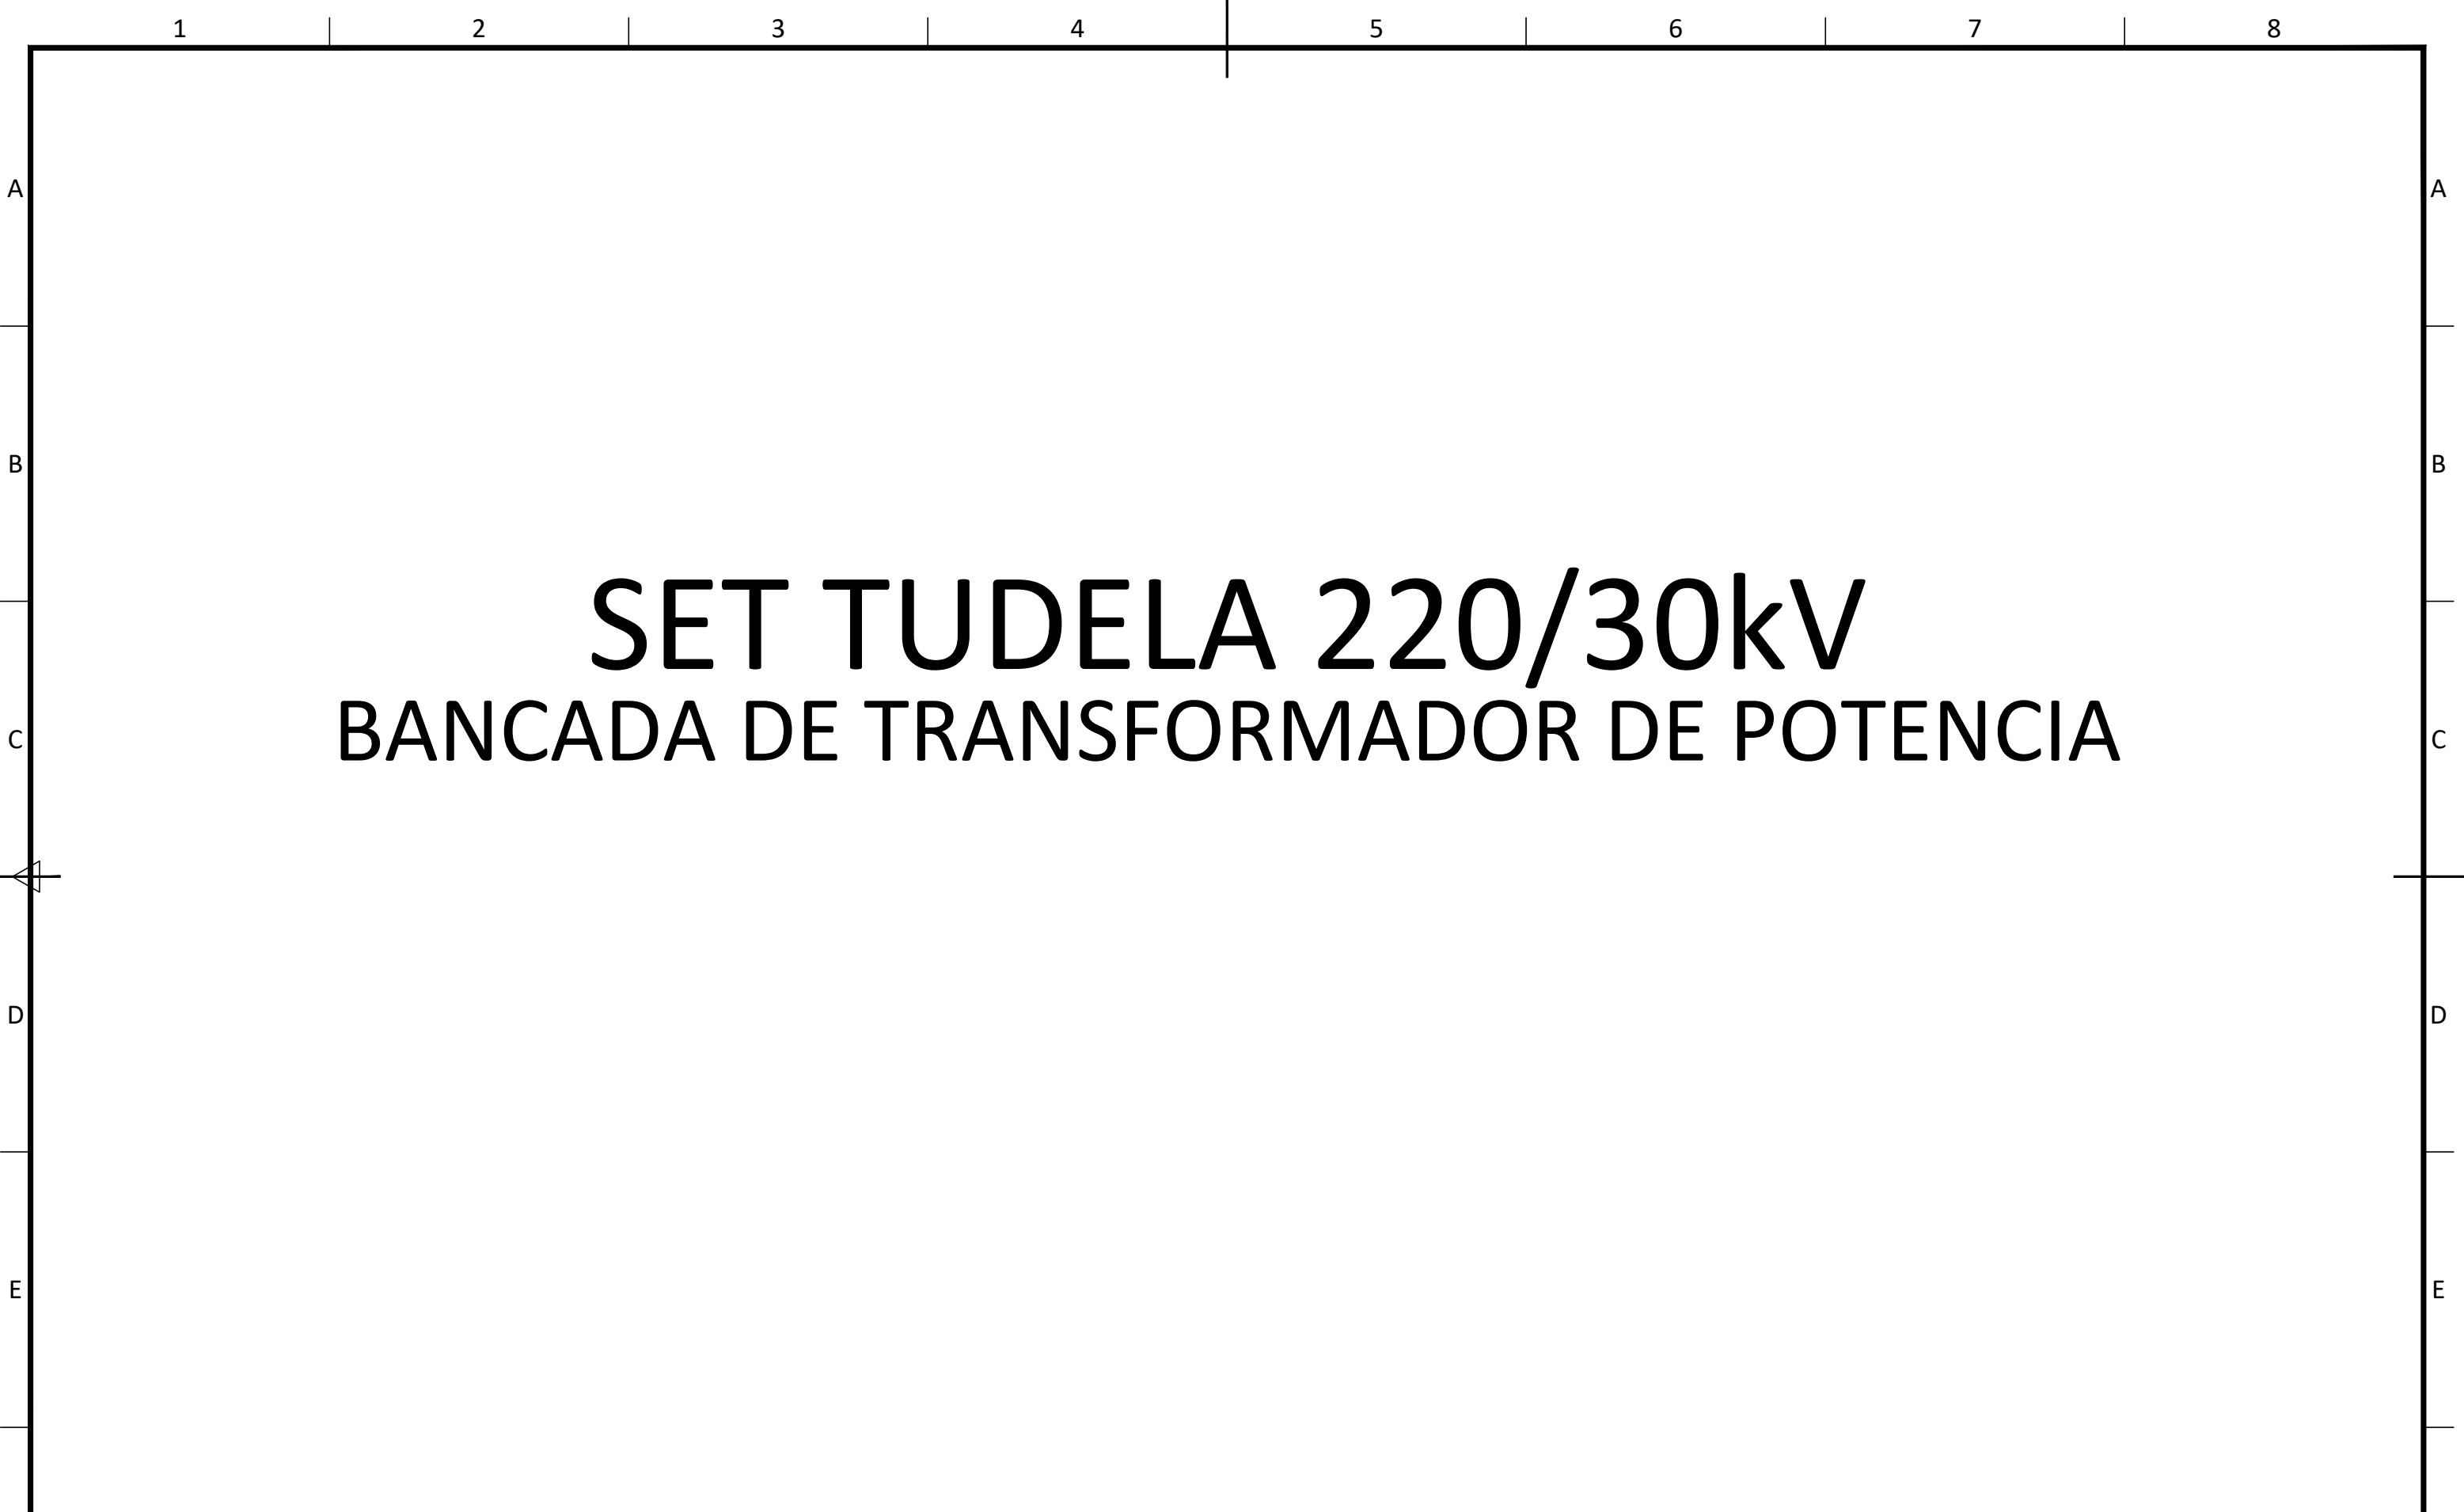 1 2 3 4 5 6 7 8
A A
B B
SET TUDELA 220/30kV
BANCADA DE TRANSFORMADOR DE POTENCIA
C C
D D
E E